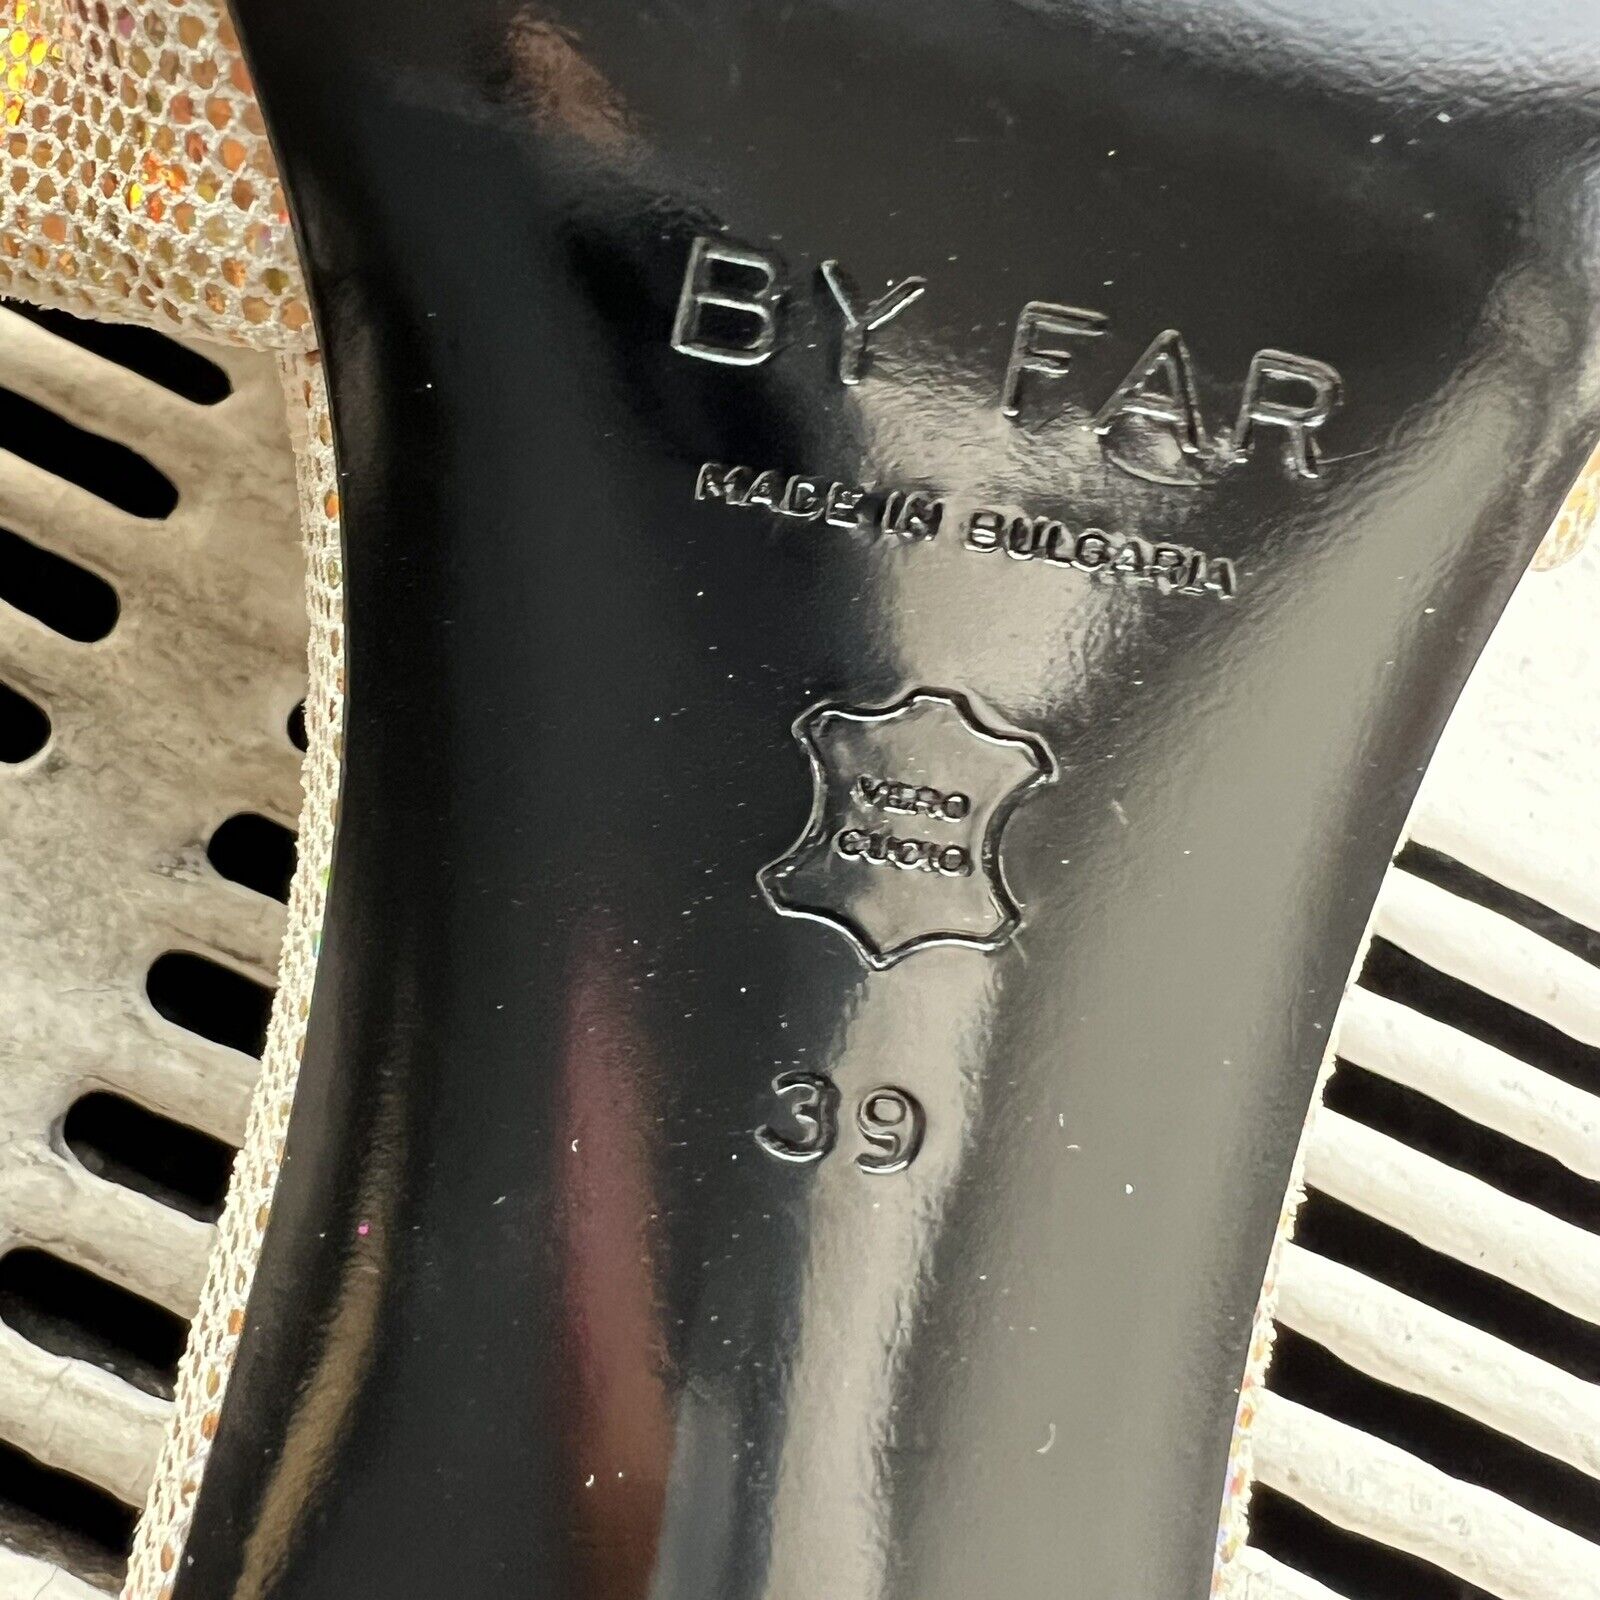 BY FAR
MADE IN BULGARIA
VERO
CUOIO
39